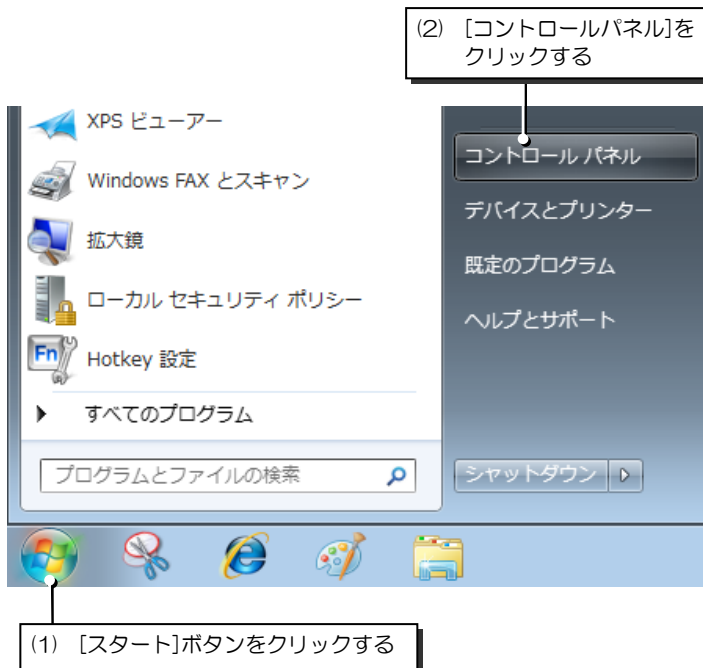 (2) [コントロールパネル]を
クリックする
XPS ビューアー
Windows FAX とスキャン
拡大鏡
ローカル セキュリティ ポリシー
Fn
Hotkey 設定
すべてのプログラム
プログラムとファイルの検索
コントロール パネル
デバイスとプリンター
既定のプログラム
ヘルプとサポート
シャットダウン
(1) [スタート]ボタンをクリックする